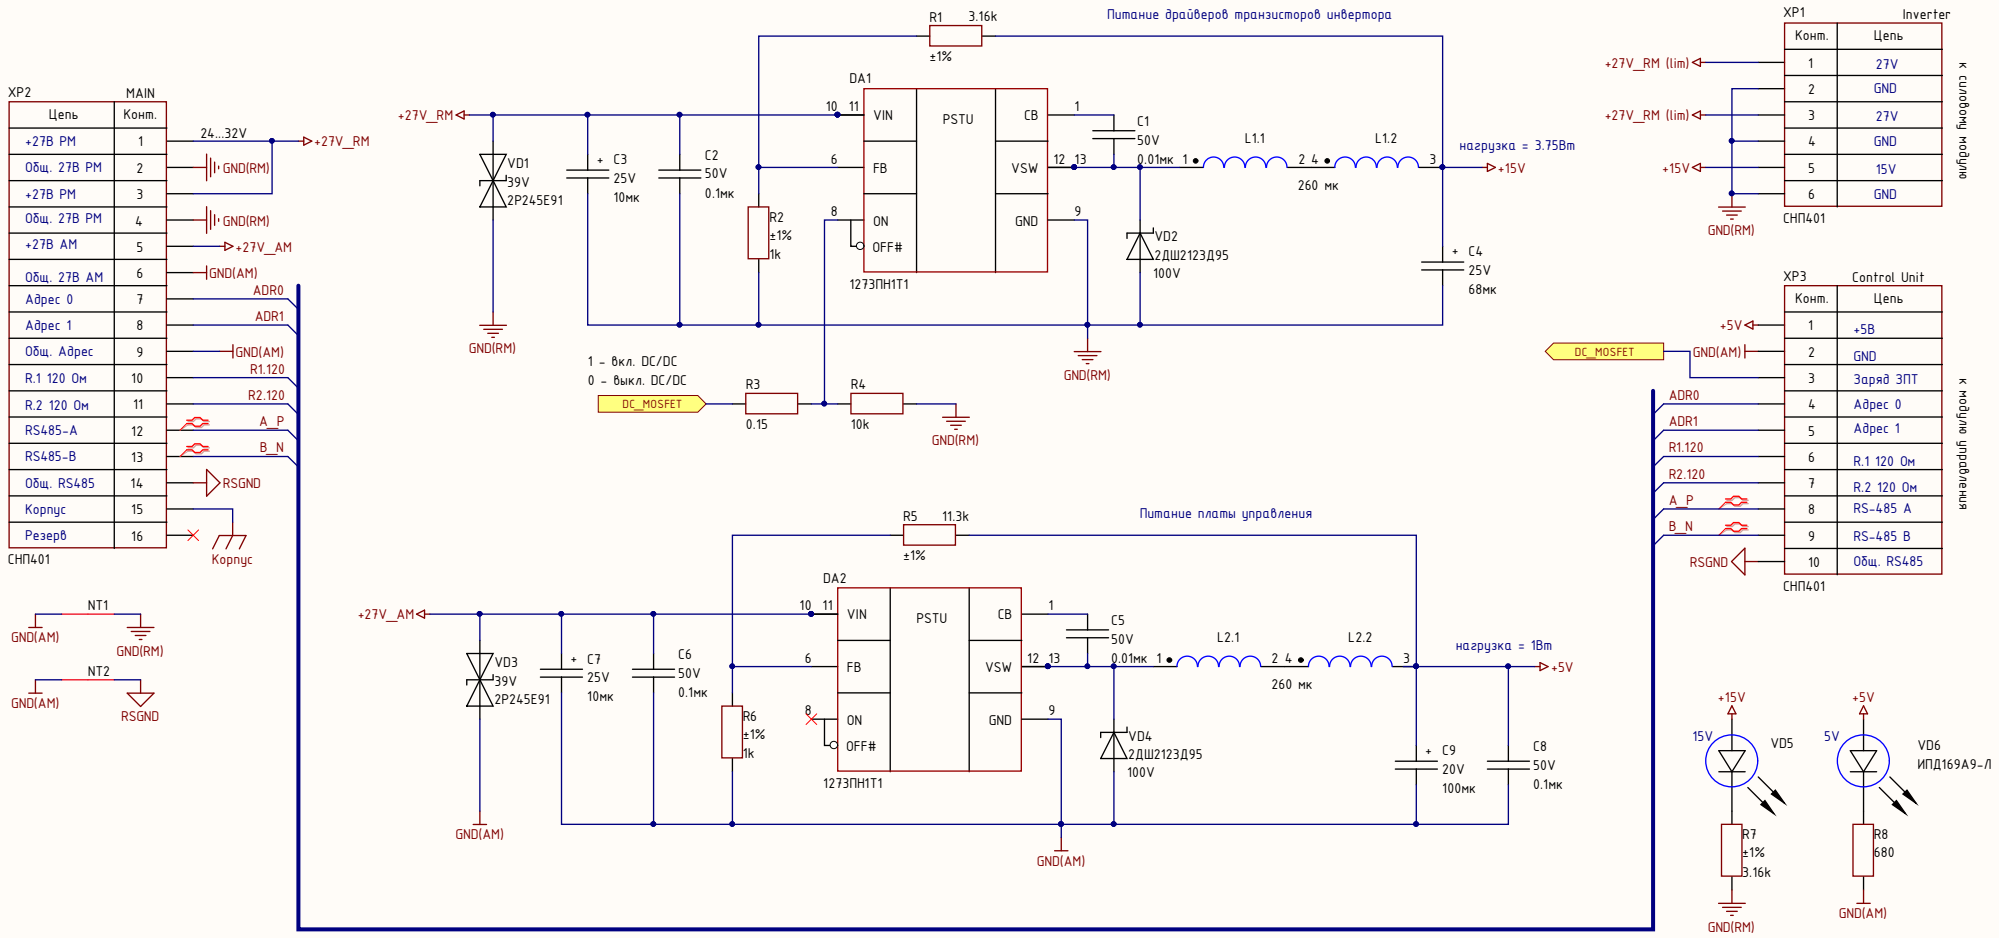 XP2 MAIN
Цепь Конт.
+27В РМ 1
Общ. 27В РМ 2
+27В РМ 3
Общ. 27В РМ 4
+27В АМ 5
Общ. 27В АМ 6
Адрес 0 7
Адрес 1 8
Общ. Адрес 9
R.1 120 Ом 10
R.2 120 Ом 11
RS485-A 12
RS485-B 13
Общ. RS485 14
Корпус 15
Резерв 16
СНП401
24...32V
+27V_RM
GND(RM)
GND(RM)
+27V_AM
GND(AM)
ADR0
ADR1
GND(AM)
R1.120
R2.120
A_P
B_N
RSGND
Корпус
NT1
GND(AM)
GND(RM)
NT2
GND(AM)
RSGND
Питание драйверов транзисторов инвертора
R1 3.16k
±1%
+27V_RM
VD1
39V
2Р245Е91
GND(RM)
+ C3
25V
10мк
C2
50V
0.1мк
R2
±1%
1k
DA1
10 11 VIN
6 FB
8 ON
OFF#
PSTU
CB 1
VSW 12 13
GND 9
1273ПН1Т1
C1
50V
0.01мк
1 L1.1 2 4 L1.2 3
260 мк
VD2
2ДШ2123Д95
100V
GND(RM)
нагрузка = 3.75Вт
+15V
+ C4
25V
68мк
1 - вкл. DC/DC
0 - выкл. DC/DC
DC_MOSFET
R3
0.15
R4
10k
GND(RM)
Питание платы управления
R5 11.3k
±1%
+27V_AM
VD3
39V
2Р245Е91
GND(AM)
+ C7
25V
10мк
C6
50V
0.1мк
R6
±1%
1k
DA2
10 11 VIN
6 FB
8 ON
OFF#
PSTU
CB 1
VSW 12 13
GND 9
1273ПН1Т1
C5
50V
0.01мк
1 L2.1 2 4 L2.2 3
260 мк
VD4
2ДШ2123Д95
100V
GND(AM)
нагрузка = 1Вт
+5V
+ C9
20V
100мк
C8
50V
0.1мк
XP1 Inverter
Конт. Цепь
+27V_RM (lim) 1 27V
2 GND
+27V_RM (lim) 3 27V
4 GND
+15V 5 15V
6 GND
СНП401
GND(RM)
к силовому модулю
XP3 Control Unit
Конт. Цепь
+5V 1 +5В
GND(AM) 2 GND
DC_MOSFET 3 Заряд ЗПТ
ADR0 4 Адрес 0
ADR1 5 Адрес 1
R1.120 6 R.1 120 Ом
R2.120 7 R.2 120 Ом
A_P 8 RS-485 A
B_N 9 RS-485 B
RSGND 10 Общ. RS485
СНП401
к модулю управления
+15V
15V VD5
R7
±1%
3.16k
GND(RM)
+5V
5V VD6
ИПД169А9-Л
R8
680
GND(AM)